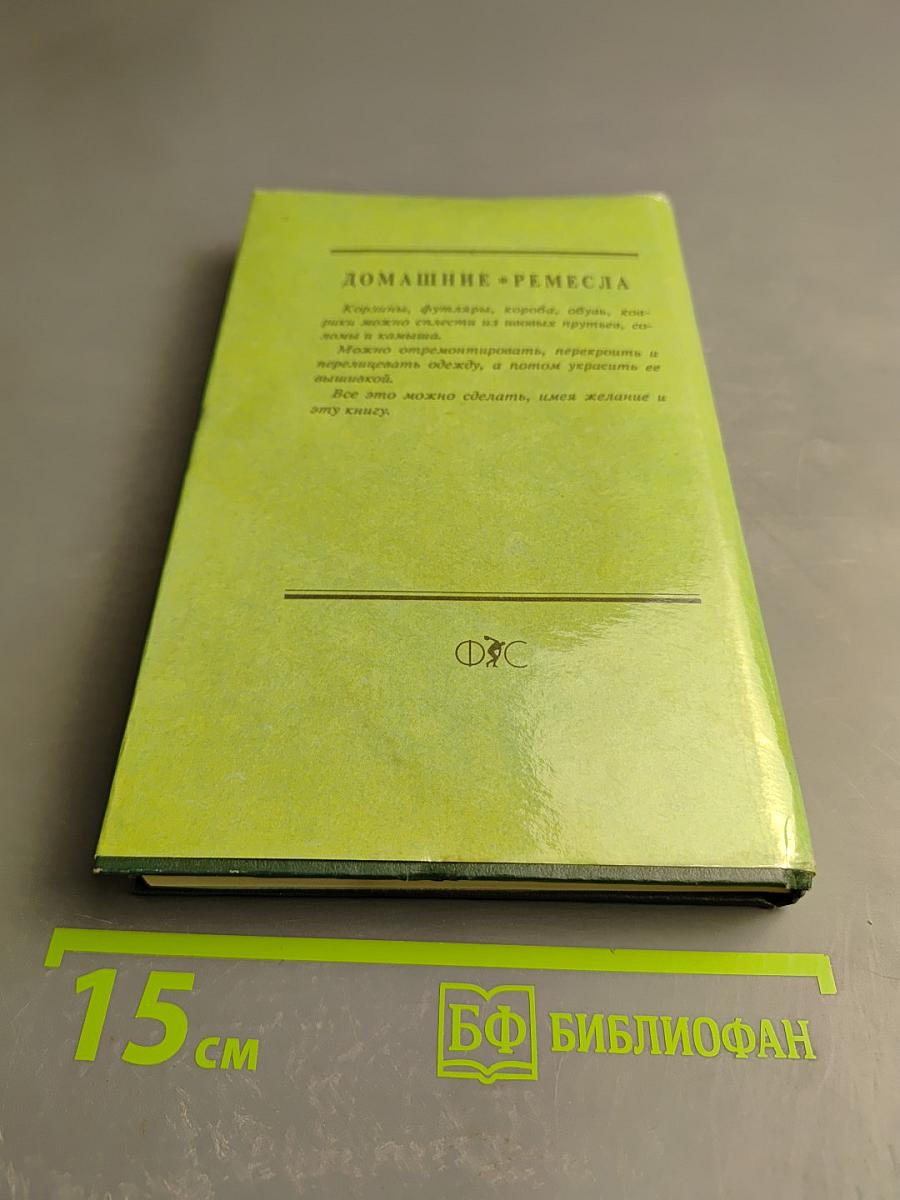 ДОМАШНИЕ * РЕМЕСЛА
Корзины, футляры, короба, обувь, ков-
рики можно сплести из ивовых прутьев, со-
ломы и камыша.
Можно отремонтировать, перекроить и
перелицевать одежду, а потом украсить ее
вышивкой.
Все это можно сделать, имея желание и
эту книгу.
ФиС
15 см
БФ БИБЛИОФАН